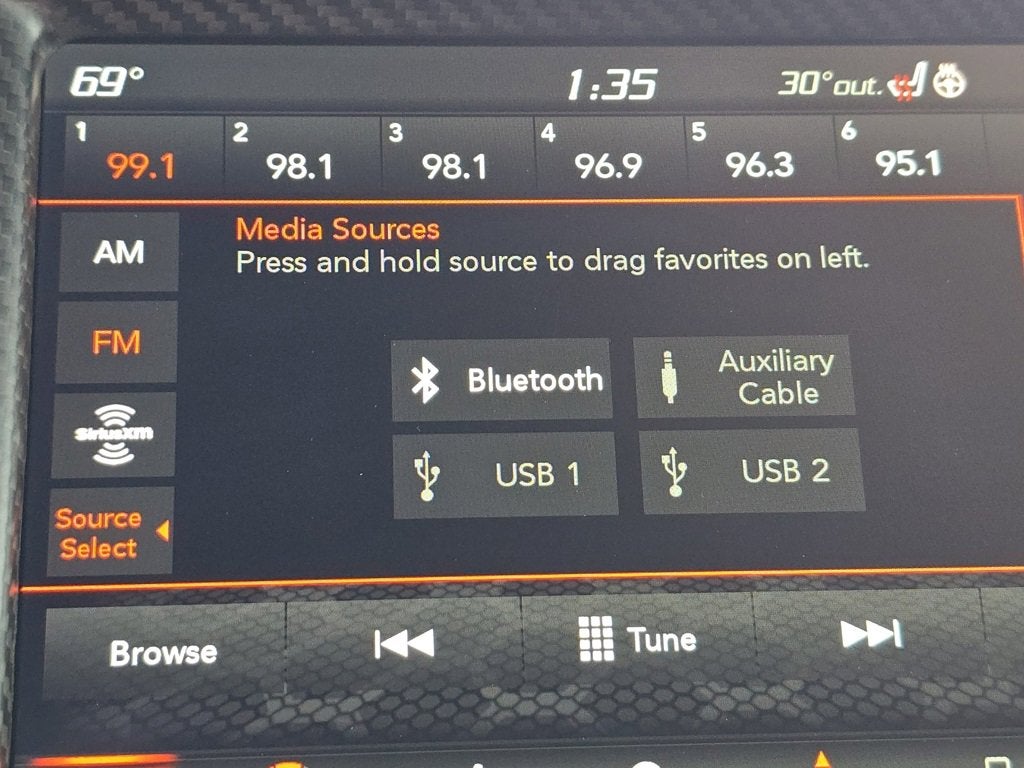 69° 1:35 30°out.
1 2 3 4 5 6
99.1 98.1 98.1 96.9 96.3 95.1
AM
Media Sources
Press and hold source to drag favorites on left.
FM
Bluetooth
Auxiliary
Cable
SiriusXM
USB 1
USB 2
Source
Select
Browse
Tune